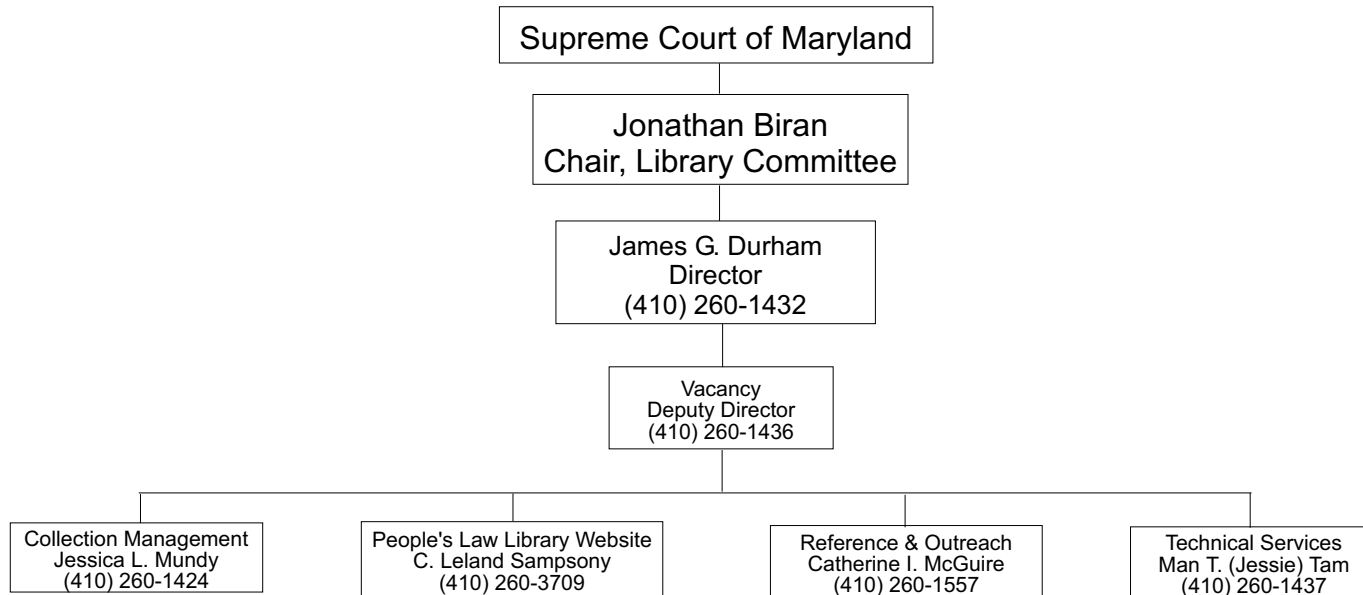 Supreme Court of Maryland
Jonathan Biran
Chair, Library Committee
James G. Durham
Director
(410) 260-1432
Vacancy
Deputy Director
(410) 260-1436
Collection Management
Jessica L. Mundy
(410) 260-1424
People's Law Library Website
C. Leland Sampsony
(410) 260-3709
Reference & Outreach
Catherine I. McGuire
(410) 260-1557
Technical Services
Man T. (Jessie) Tam
(410) 260-1437